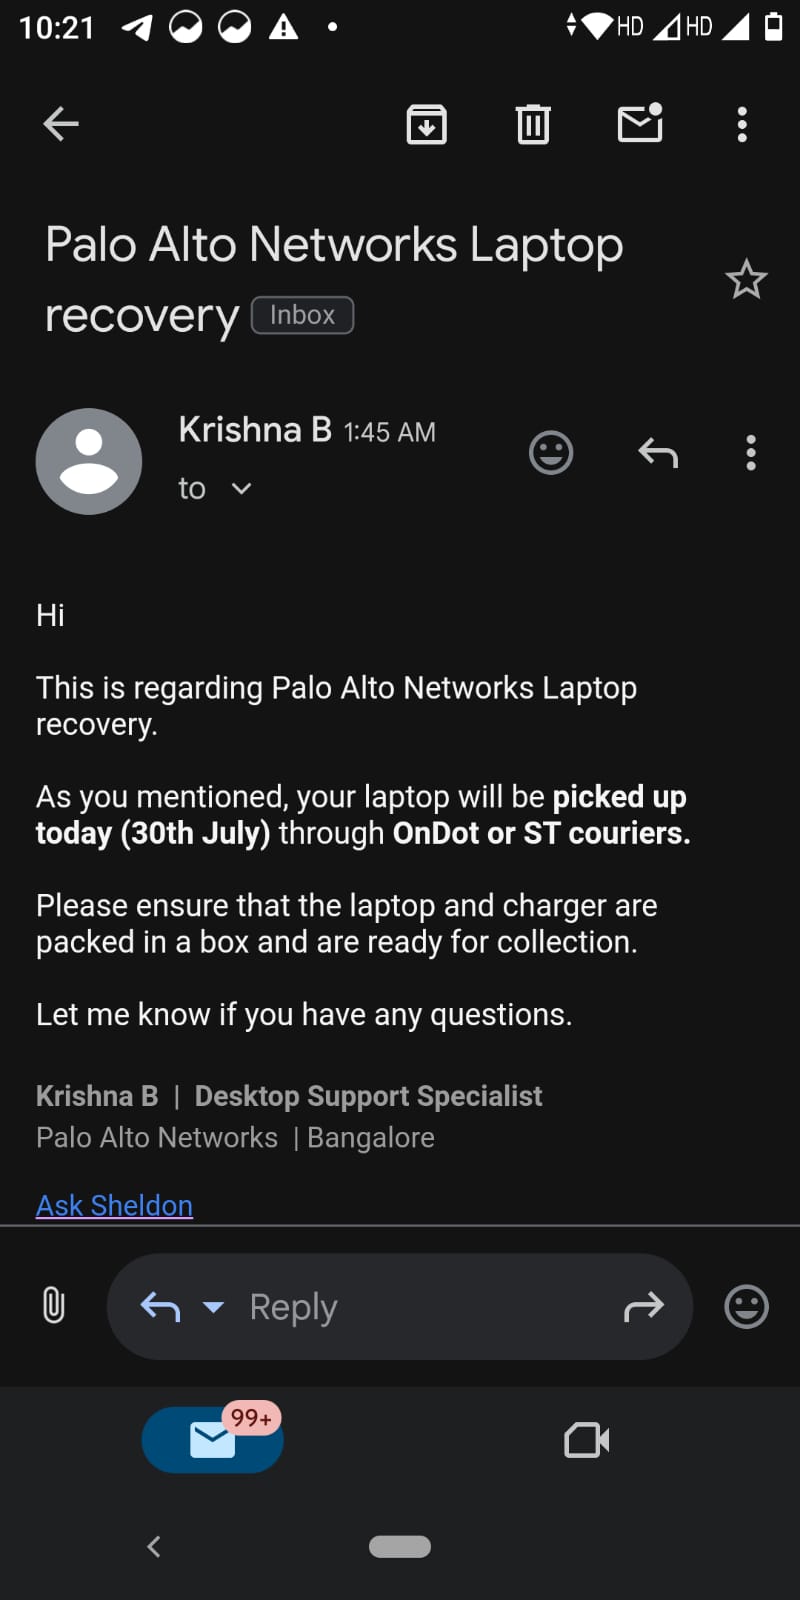 10:21
HD
HD
Palo Alto Networks Laptop
recovery Inbox
Krishna B 1:45 AM
to
Hi
This is regarding Palo Alto Networks Laptop
recovery.
As you mentioned, your laptop will be picked up
today (30th July) through OnDot or ST couriers.
Please ensure that the laptop and charger are
packed in a box and are ready for collection.
Let me know if you have any questions.
Krishna B | Desktop Support Specialist
Palo Alto Networks | Bangalore
Ask Sheldon
Reply
99+